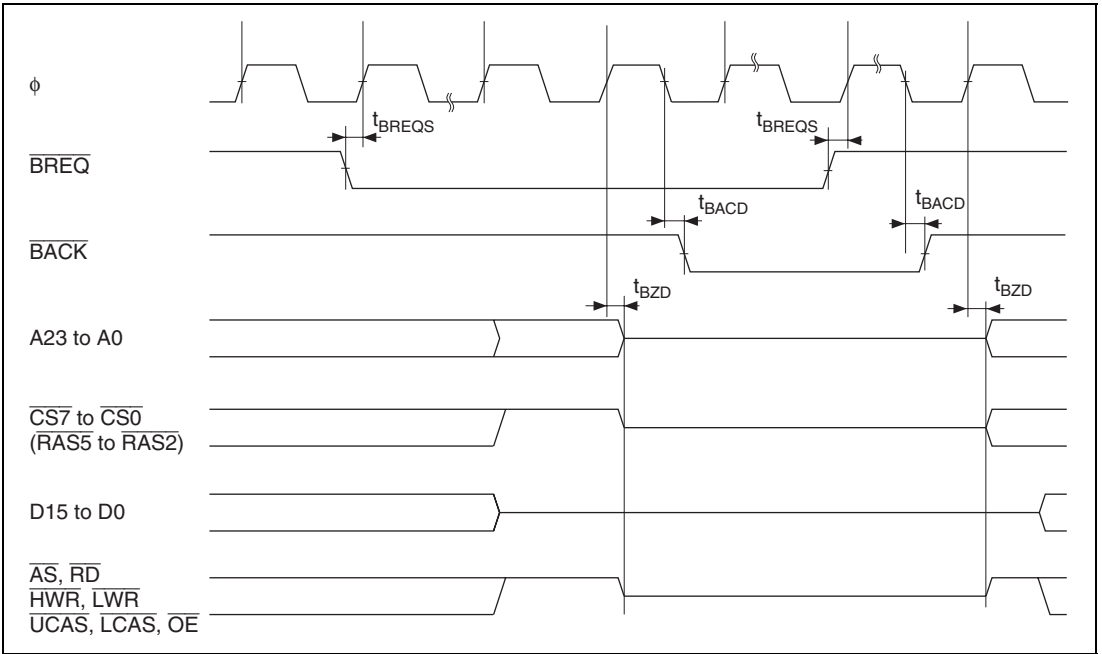 ϕ
tBREQS
tBREQS
BREQ
tBACD
tBACD
BACK
tBZD
tBZD
A23 to A0
CS7 to CS0
(RAS5 to RAS2)
D15 to D0
AS, RD
HWR, LWR
UCAS, LCAS, OE